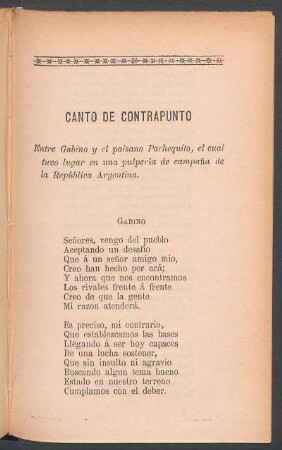 CANTO DE CONTRAPUNTO
Entre Gabino y el paisano Pachequito, el cual
tuvo lugar en una pulpería de campaña de
la República Argentina.
GABINO
Señores, vengo del pueblo
Aceptando un desafío
Que á un señor amigo mio,
Creo han hecho por acá;
Y ahora que nos encontramos
Los rivales frente á frente
Creo de que la gente
Mi razon atenderá.
Es preciso, mi contrario,
Que establezcamos las bases
Llegando á ser hoy capaces
De una lucha sostener,
Que sin insulto ni agravio
Buscando algun tema bueno
Estado en nuestro terreno
Cumplamos con el deber.